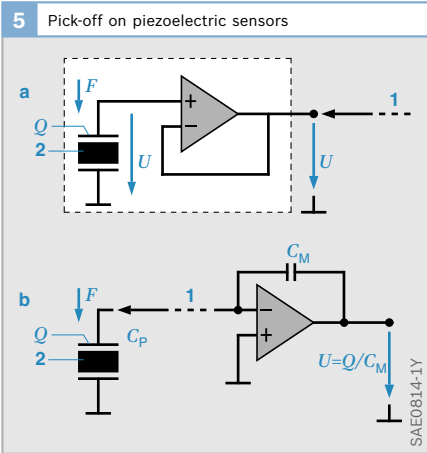 5 Pick-off on piezoelectric sensors
a
F
1
+
Q
2
−
U
U
C_M
b
F
1
Q
C_P
−
2
+
U=Q/C_M
SAE0814-1Y